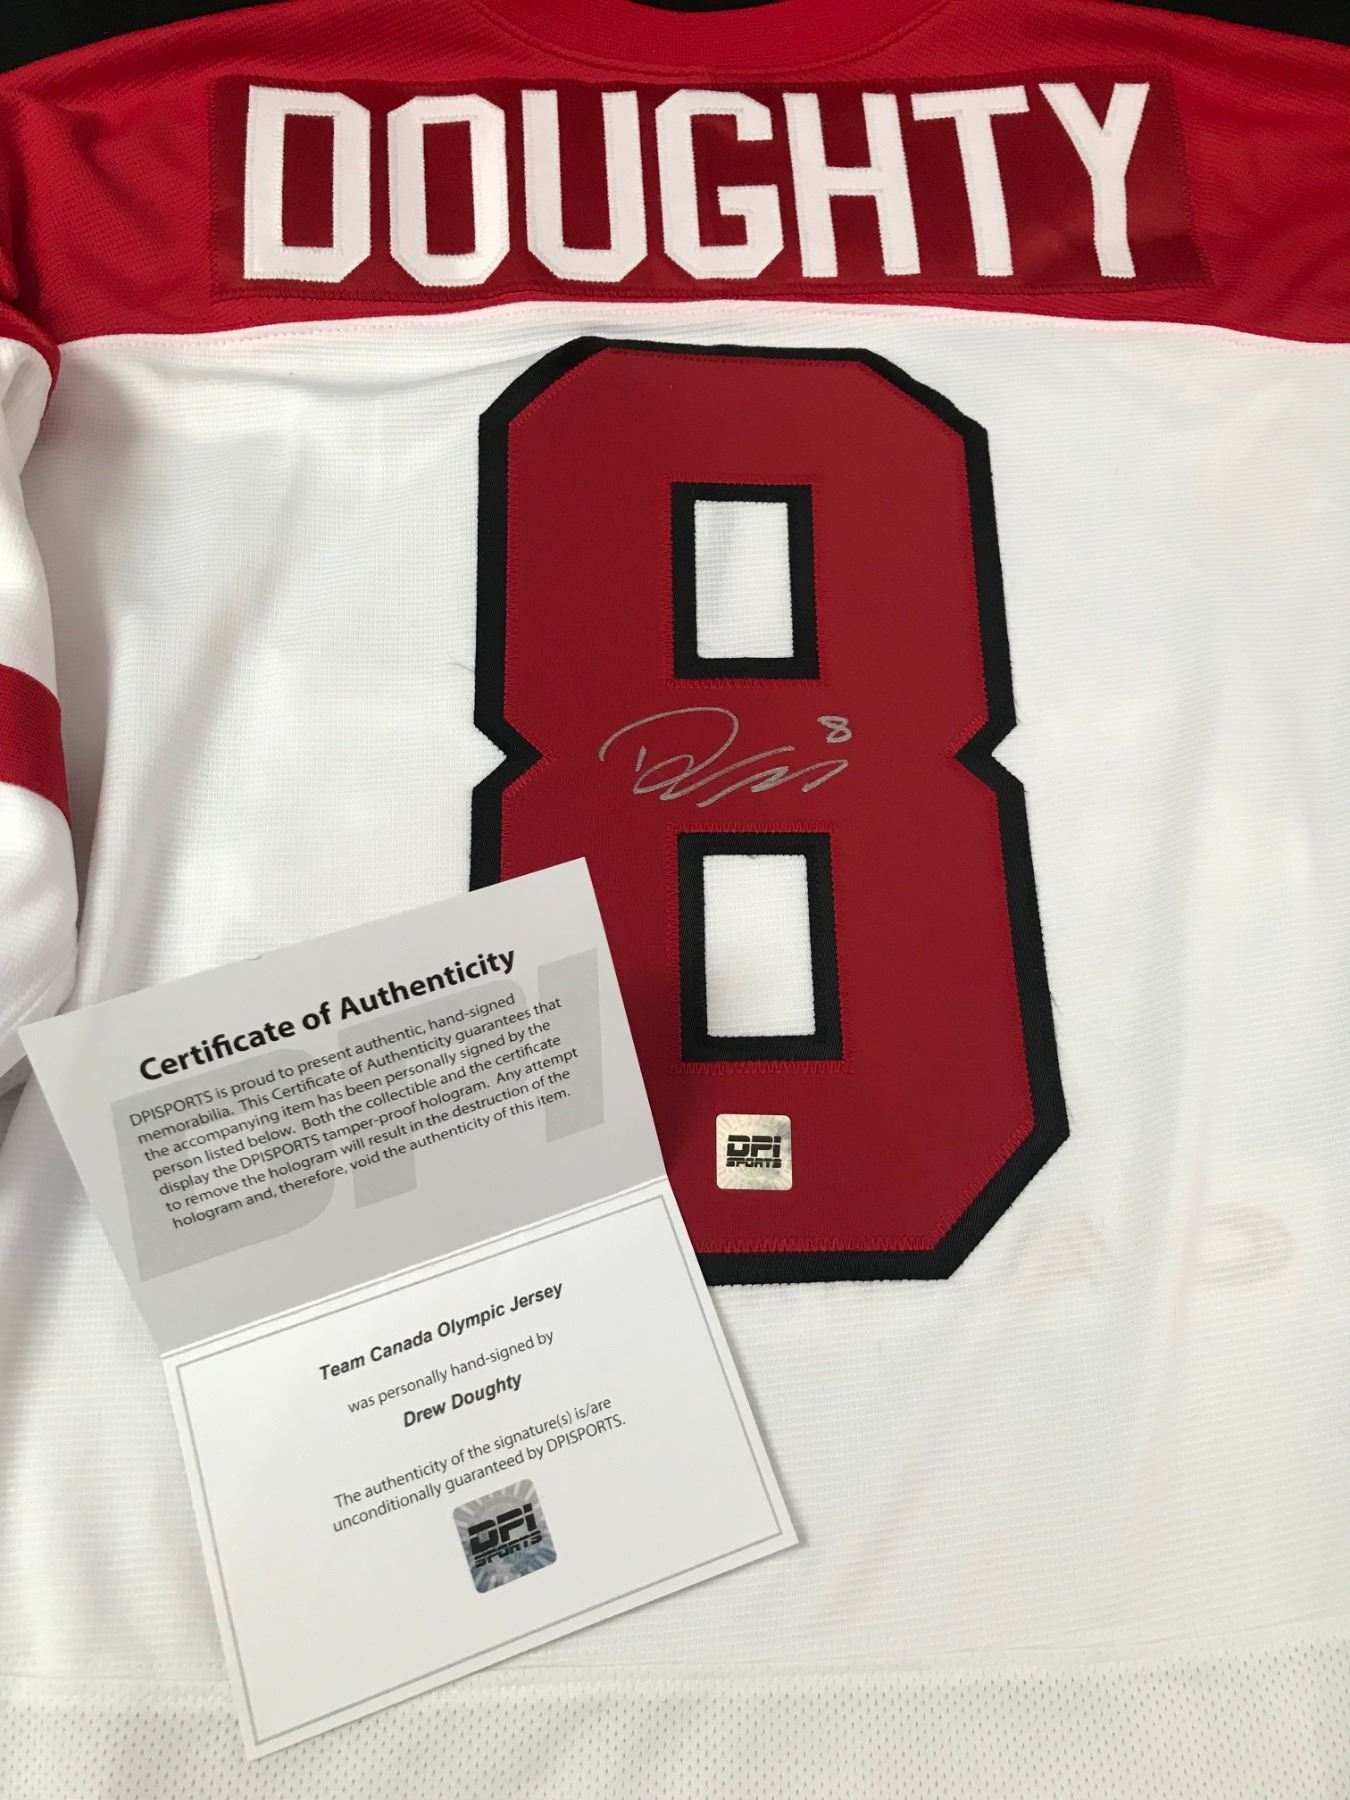 DOUGHTY
8
8
DPI
SPORTS
Certificate of Authenticity
DPISPORTS is proud to present authentic, hand-signed
memorabilia. This Certificate of Authenticity guarantees that
the accompanying item has been personally signed by the
person listed below. Both the collectible and the certificate
display the DPISPORTS tamper-proof hologram. Any attempt
to remove the hologram will result in the destruction of the
hologram and, therefore, void the authenticity of this item.
Team Canada Olympic Jersey
was personally hand-signed by
Drew Doughty
The authenticity of the signature(s) is/are
unconditionally guaranteed by DPISPORTS.
DPI
SPORTS